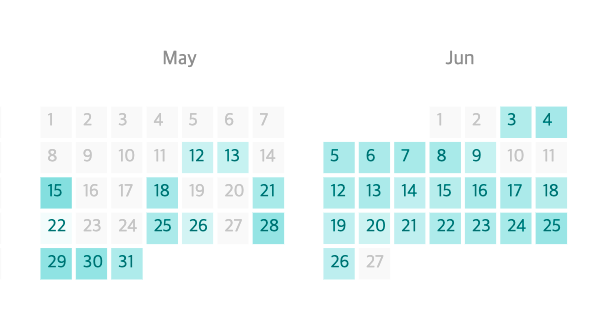 May
1 2 3 4 5 6 7
8 9 10 11 12 13 14
15 16 17 18 19 20 21
22 23 24 25 26 27 28
29 30 31
Jun
1 2 3 4
5 6 7 8 9 10 11
12 13 14 15 16 17 18
19 20 21 22 23 24 25
26 27